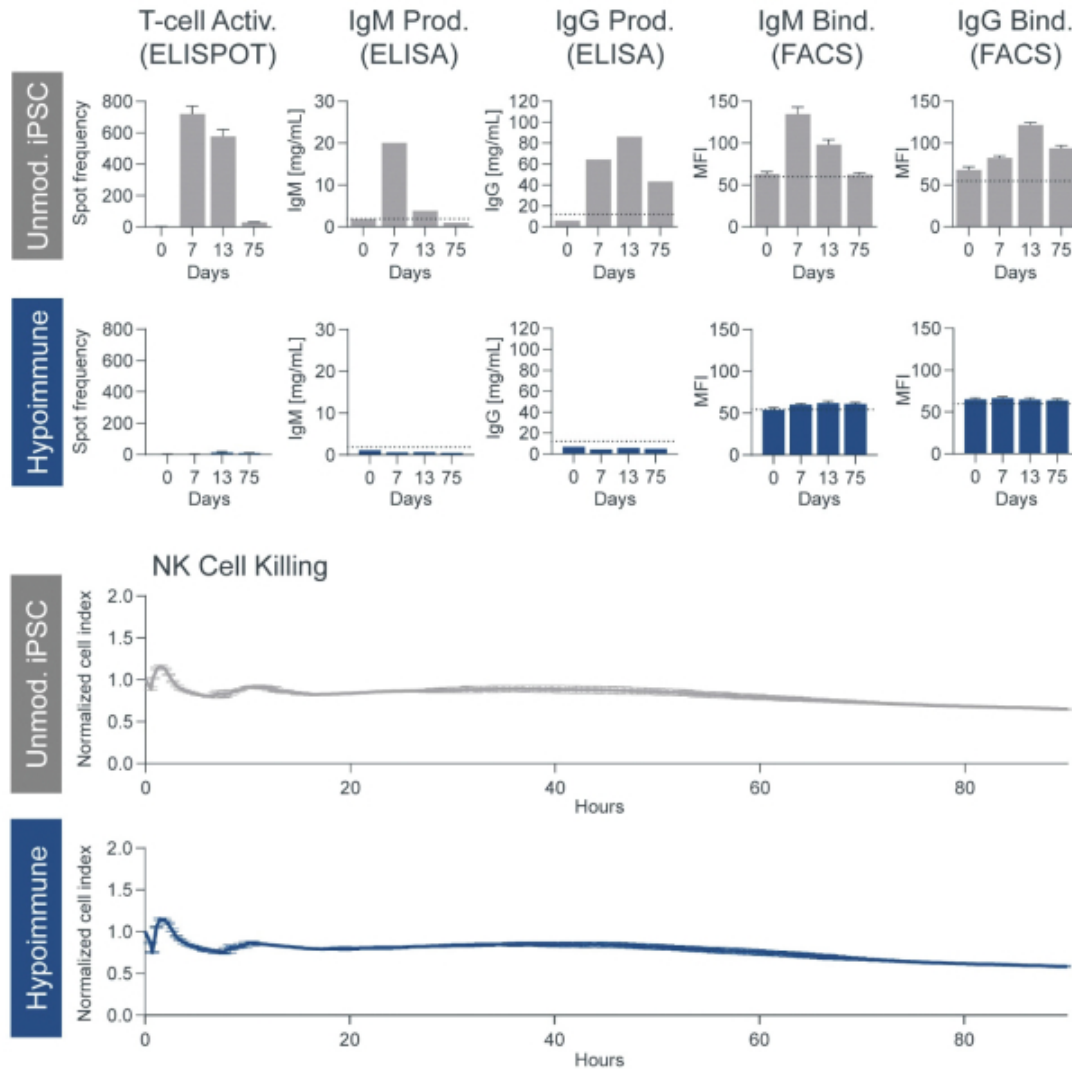 T-cell Activ.
(ELISPOT)
IgM Prod.
(ELISA)
IgG Prod.
(ELISA)
IgM Bind.
(FACS)
IgG Bind.
(FACS)
Unmod. iPSC
Spot frequency
800
600
400
200
0
0 7 13 75
Days
IgM [mg/mL]
30
20
10
0
0 7 13 75
Days
IgG [mg/mL]
120
100
80
60
40
20
0
0 7 13 75
Days
MFI
150
100
50
0
0 7 13 75
Days
MFI
150
100
50
0
0 7 13 75
Days
Hypoimmune
Spot frequency
800
600
400
200
0
0 7 13 75
Days
IgM [mg/mL]
30
20
10
0
0 7 13 75
Days
IgG [mg/mL]
120
100
80
60
40
20
0
0 7 13 75
Days
MFI
150
100
50
0
0 7 13 75
Days
MFI
150
100
50
0
0 7 13 75
Days
NK Cell Killing
Unmod. iPSC
Normalized cell index
2.0
1.5
1.0
0.5
0.0
0 20 40 60 80
Hours
Hypoimmune
Normalized cell index
2.0
1.5
1.0
0.5
0.0
0 20 40 60 80
Hours